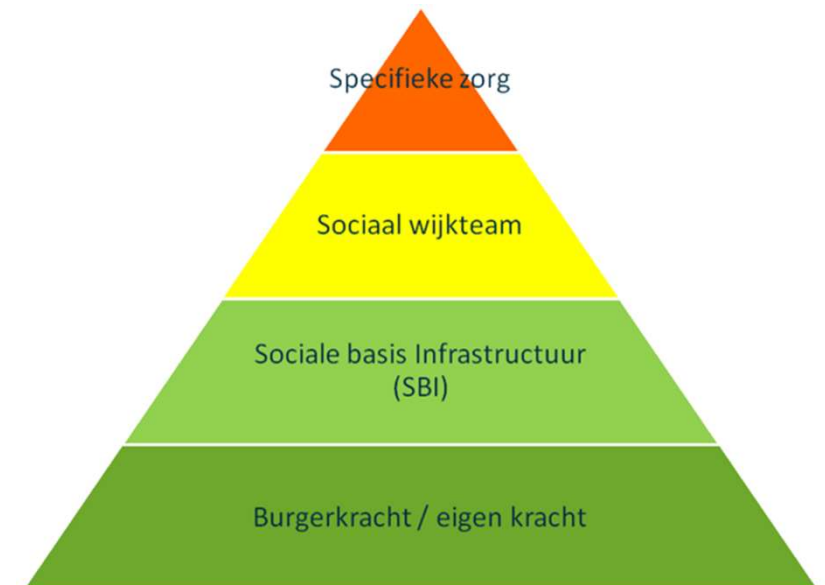 Specifieke zorg
Sociaal wijkteam
Sociale basis Infrastructuur
(SBI)
Burgerkracht / eigen kracht